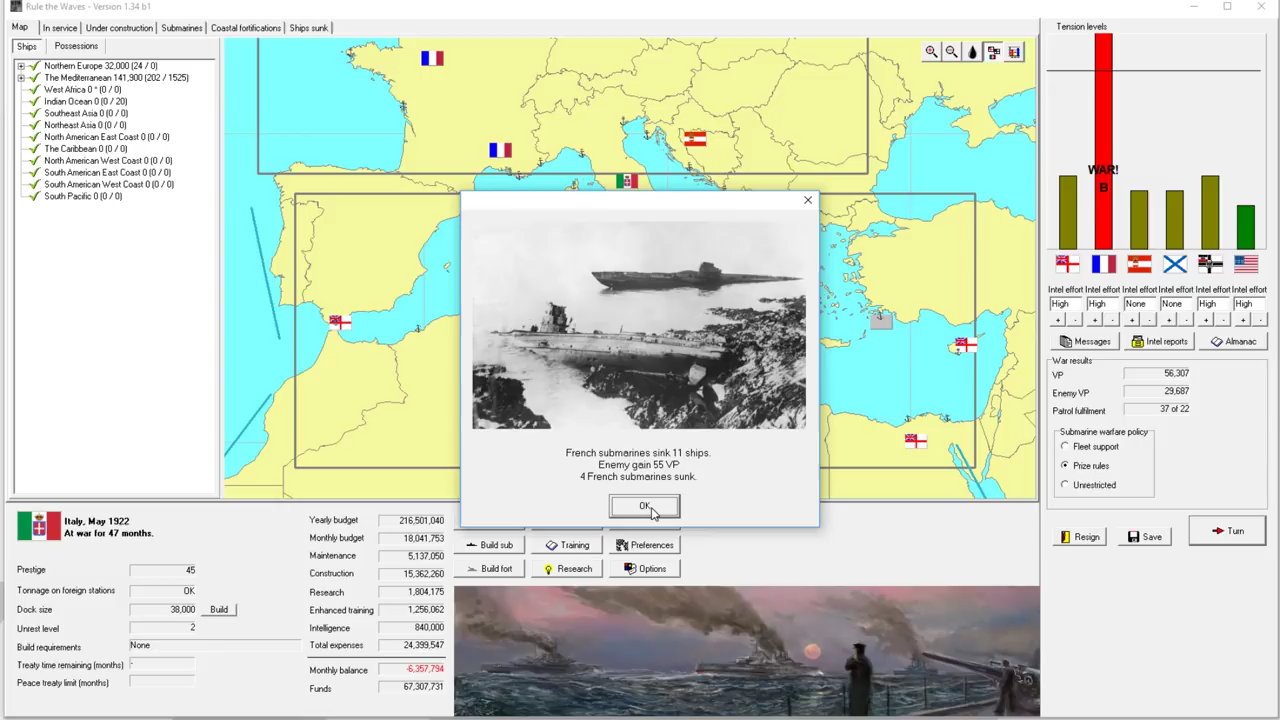 Rule the Waves - Version 1.34 b1
Map
In service
Under construction
Submarines
Coastal fortifications
Ships sunk
Ships
Possessions
Northern Europe 32,000 (24 / 0)
The Mediterranean 141,900 (202 / 1525)
West Africa 0 * (0 / 0)
Indian Ocean 0 (0 / 20)
Southeast Asia 0 (0 / 0)
Northeast Asia 0 (0 / 0)
North American East Coast 0 (0 / 0)
The Caribbean 0 (0 / 0)
North American West Coast 0 (0 / 0)
South American East Coast 0 (0 / 0)
South American West Coast 0 (0 / 0)
South Pacific 0 (0 / 0)
French submarines sink 11 ships.
Enemy gain 55 VP
4 French submarines sunk.
OK
Tension levels
WAR!
B
Intel effort Intel effort Intel effort Intel effort Intel effort Intel effort
High High None None High High
+ - + - + - + - + - + -
Messages
Intel reports
Almanac
War results
VP 56,307
Enemy VP 29,687
Patrol fulfilment 37 of 22
Submarine warfare policy
Fleet support
Prize rules
Unrestricted
Resign
Save
Turn
Italy, May 1922
At war for 47 months.
Prestige 45
Tonnage on foreign stations OK
Dock size 38,000 Build
Unrest level 2
Build requirements None
Treaty time remaining (months) -
Peace treaty limit (months)
Yearly budget 216,501,040
Monthly budget 18,041,753
Maintenance 5,137,050
Construction 15,362,260
Research 1,804,175
Enhanced training 1,256,062
Intelligence 840,000
Total expenses 24,399,547
Monthly balance -6,357,794
Funds 67,307,731
Build sub
Training
Preferences
Build fort
Research
Options